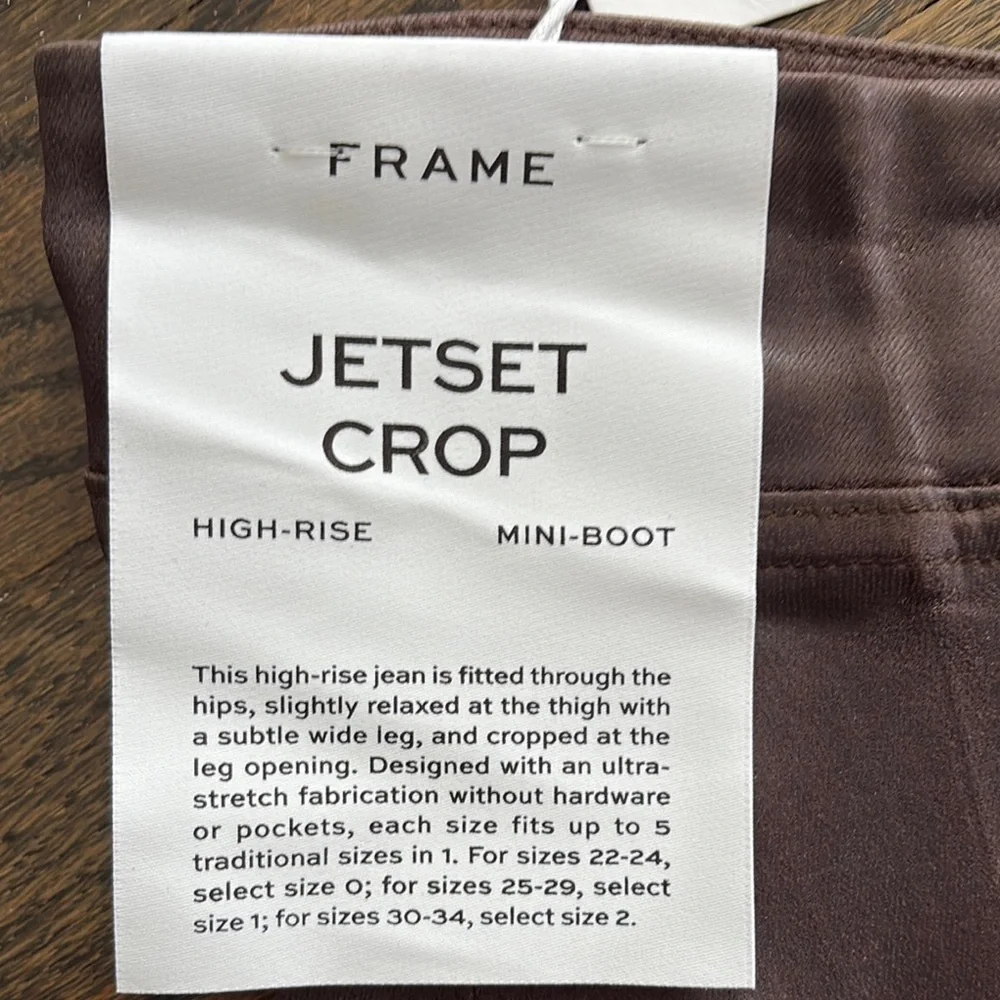 FRAME
JETSET
CROP
HIGH-RISE MINI-BOOT
This high-rise jean is fitted through the
hips, slightly relaxed at the thigh with
a subtle wide leg, and cropped at the
leg opening. Designed with an ultra-
stretch fabrication without hardware
or pockets, each size fits up to 5
traditional sizes in 1. For sizes 22-24,
select size 0; for sizes 25-29, select
size 1; for sizes 30-34, select size 2.